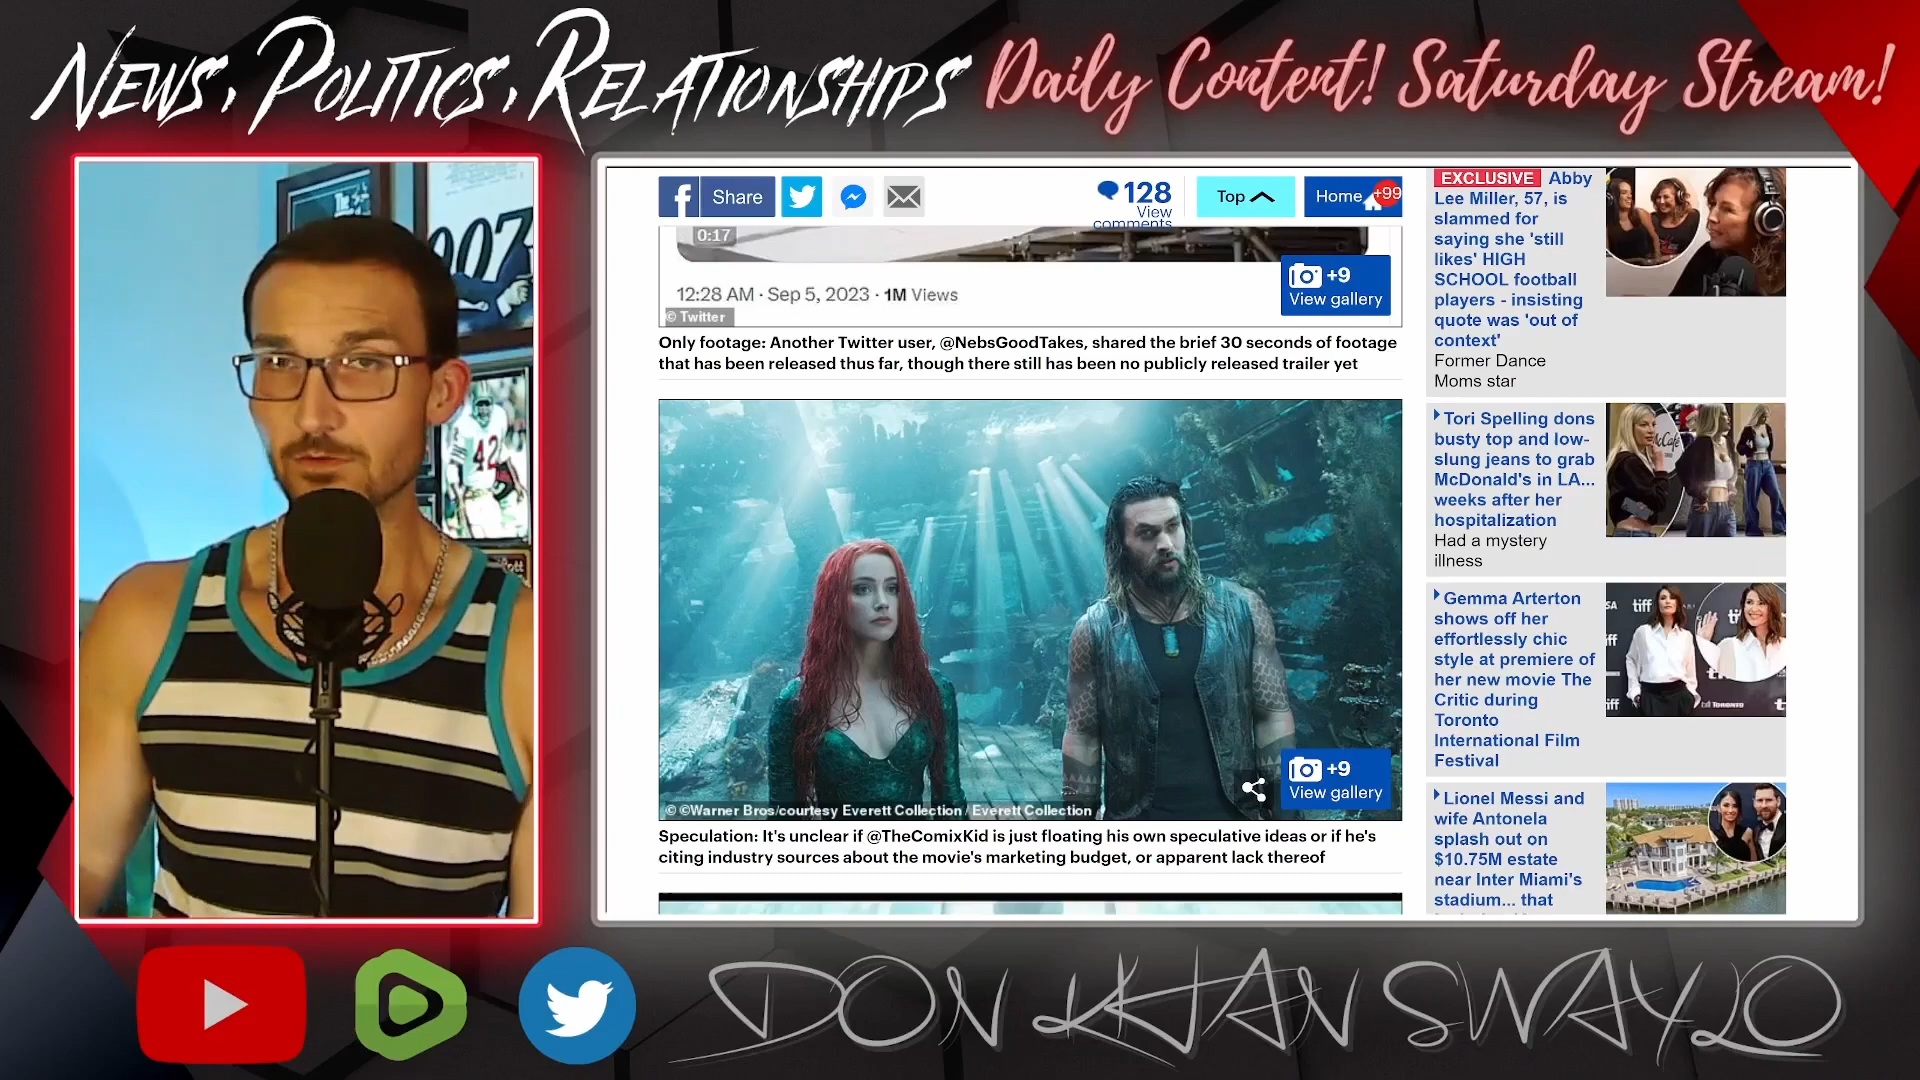 NEWS, POLITICS, RELATIONSHIPS
Daily Content! Saturday Stream!
007
42
Share
128
View
comments
Top
Home
+99
0:17
12:28 AM · Sep 5, 2023 · 1M Views
+9
View gallery
© Twitter
Only footage: Another Twitter user, @NebsGoodTakes, shared the brief 30 seconds of footage
that has been released thus far, though there still has been no publicly released trailer yet
+9
View gallery
© ©Warner Bros/courtesy Everett Collection / Everett Collection
Speculation: It's unclear if @TheComixKid is just floating his own speculative ideas or if he's
citing industry sources about the movie's marketing budget, or apparent lack thereof
EXCLUSIVE Abby
Lee Miller, 57, is
slammed for
saying she 'still
likes' HIGH
SCHOOL football
players - insisting
quote was 'out of
context'
Former Dance
Moms star
Tori Spelling dons
busty top and low-
slung jeans to grab
McDonald's in LA...
weeks after her
hospitalization
Had a mystery
illness
McCafé
Gemma Arterton
shows off her
effortlessly chic
style at premiere of
her new movie The
Critic during
Toronto
International Film
Festival
tiff
Lionel Messi and
wife Antonela
splash out on
$10.75M estate
near Inter Miami's
stadium... that
DON KHAN SWAYLO